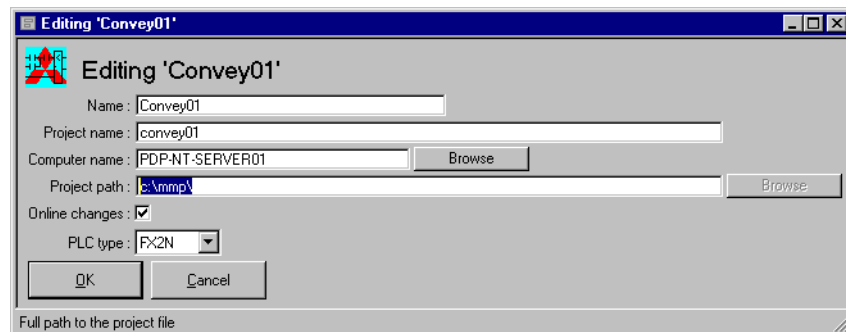 Editing 'Convey01'
Editing 'Convey01'
Name : Convey01
Project name : convey01
Computer name : PDP-NT-SERVER01 Browse
Project path : c:\mmp\ Browse
Online changes :
PLC type : FX2N
OK Cancel
Full path to the project file